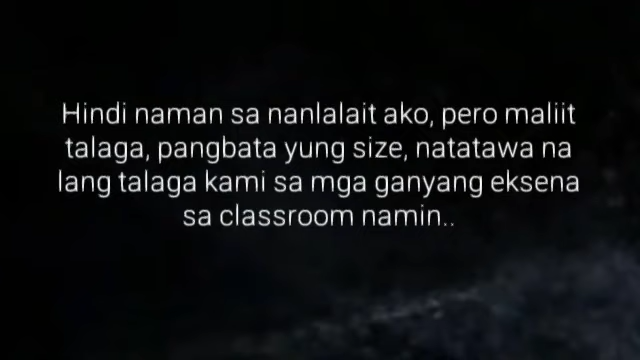 Hindi naman sa nanlalait ako, pero maliit
talaga, pangbata yung size, natatawa na
lang talaga kami sa mga ganyang eksena
sa classroom namin..